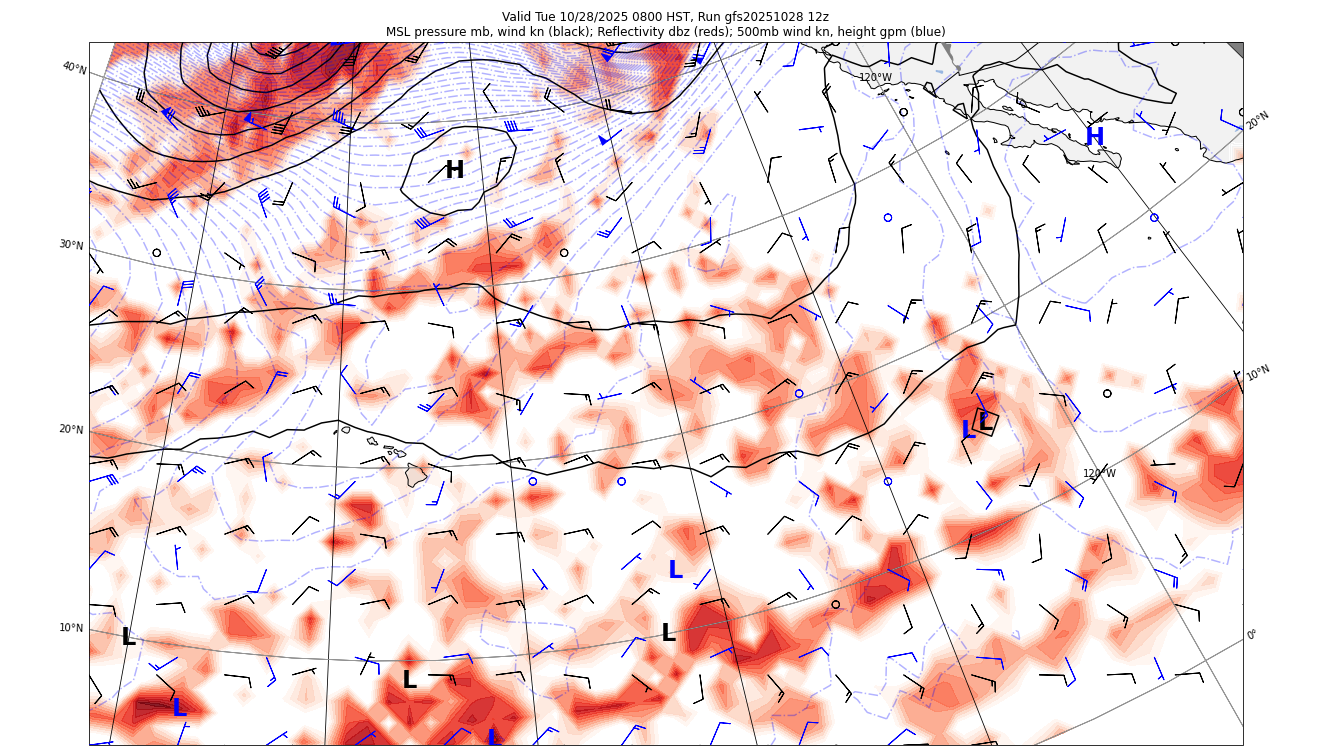 Valid Tue 10/28/2025 0800 HST, Run gfs20251028 12z
MSL pressure mb, wind kn (black); Reflectivity dbz (reds); 500mb wind kn, height gpm (blue)
40°N
120°W
20°N
H
H
30°N
10°N
20°N
L L
120°W
L
10°N
L
L
0°
L
L
L